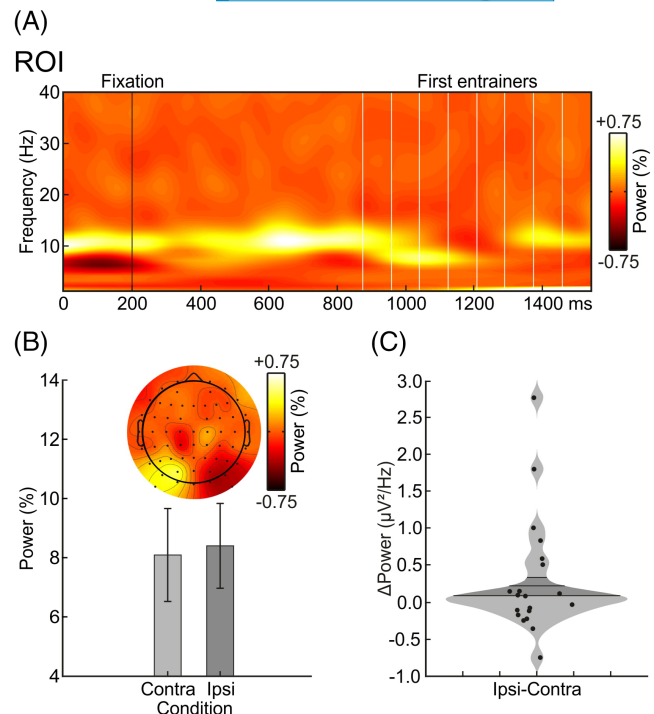 (A)
ROI
Fixation First entrainers
40
30
20
10
Frequency (Hz)
0 200 400 600 800 1000 1200 1400 ms
+0.75
-0.75
Power (%)
(B)
14
12
10
8
6
4
Power (%)
+0.75
-0.75
Power (%)
Contra Ipsi
Condition
(C)
3.0
2.5
2.0
1.5
1.0
0.5
0.0
-0.5
-1.0
ΔPower (µV²/Hz)
Ipsi-Contra